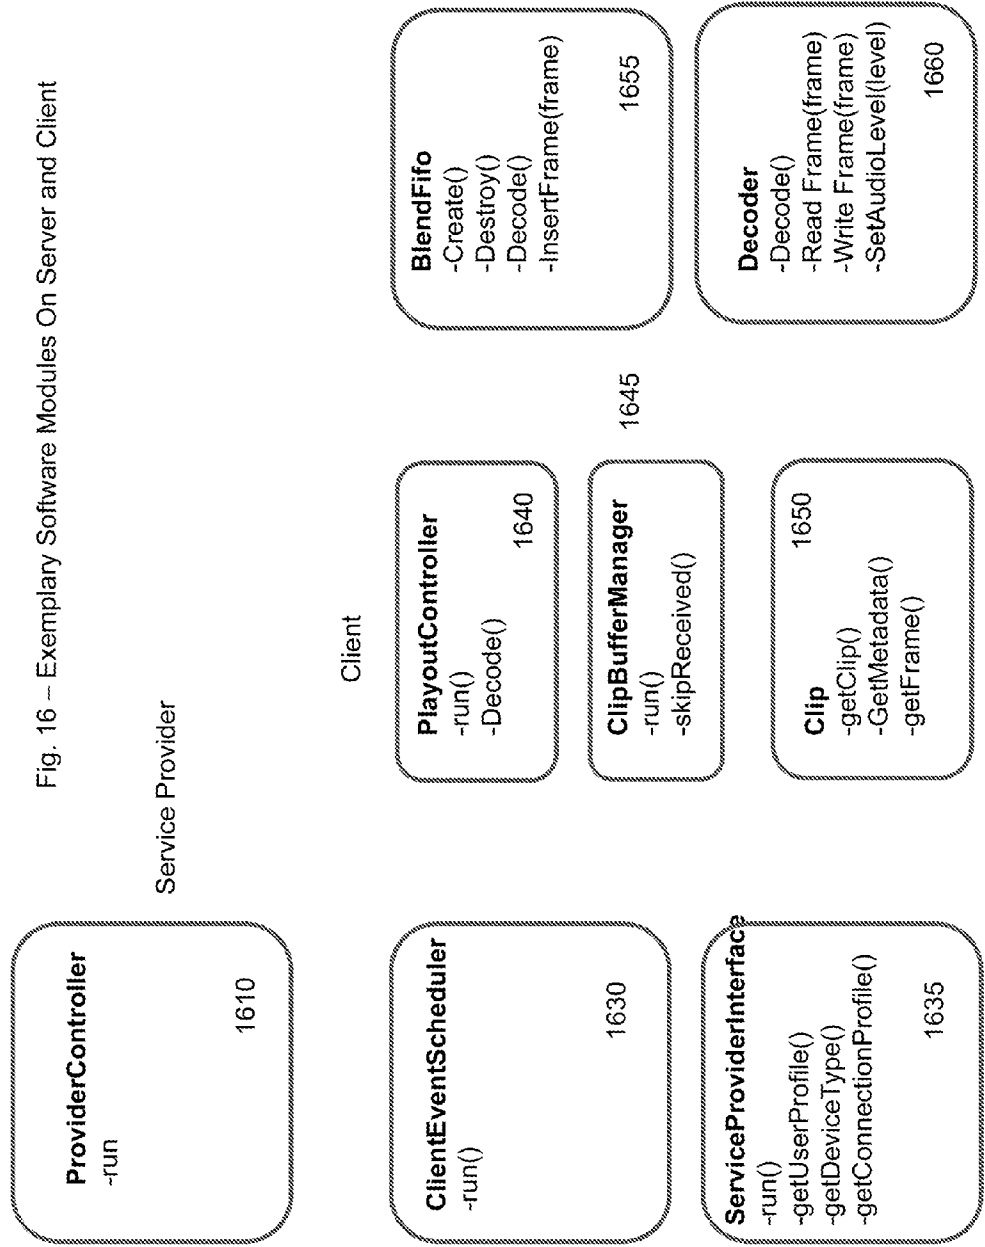 Fig. 16 – Exemplary Software Modules On Server and Client
Service Provider
ProviderController
-run
1610
Client
ClientEventScheduler
-run()
1630
PlayoutController
-run()
-Decode()
1640
BlendFifo
-Create()
-Destroy()
-Decode()
-InsertFrame(frame)
1655
ClipBufferManager
-run()
-skipReceived()
1645
ServiceProviderInterface
-run()
-getUserProfile()
-getDeviceType()
-getConnectionProfile()
1635
Clip
-getClip()
-GetMetadata()
-getFrame()
1650
Decoder
-Decode()
-Read Frame(frame)
-Write Frame(frame)
-SetAudioLevel(level)
1660